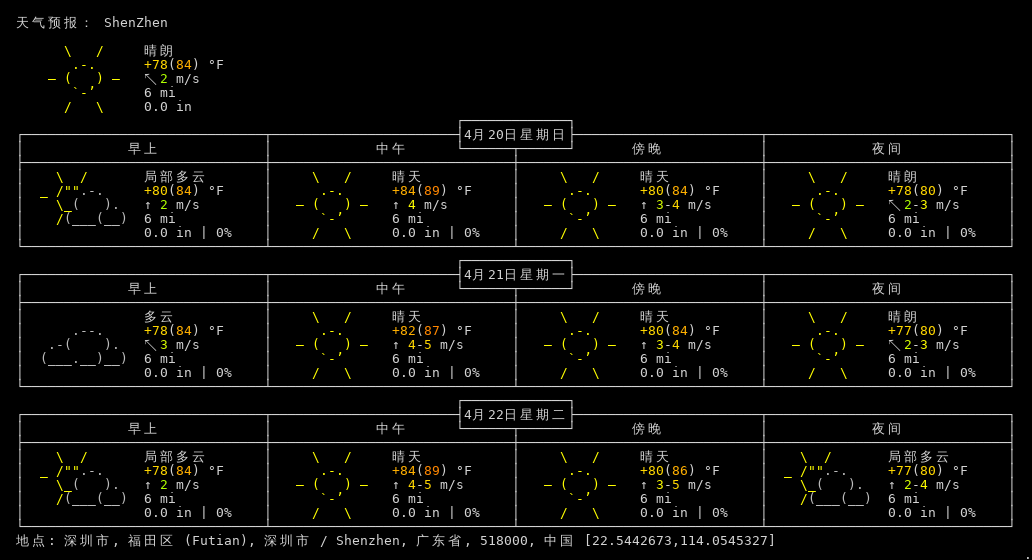 天气预报： ShenZhen
晴朗
+78(84) °F
↖2 m/s
6 mi
0.0 in
4月20日星期日
早上 中午 傍晚 夜间
局部多云 晴天 晴天 晴朗
+80(84) °F +84(89) °F +80(84) °F +78(80) °F
↑ 2 m/s ↑ 4 m/s ↑ 3-4 m/s ↖2-3 m/s
6 mi 6 mi 6 mi 6 mi
0.0 in | 0% 0.0 in | 0% 0.0 in | 0% 0.0 in | 0%
4月21日星期一
早上 中午 傍晚 夜间
多云 晴天 晴天 晴朗
+78(84) °F +82(87) °F +80(84) °F +77(80) °F
↖3 m/s ↑ 4-5 m/s ↑ 3-4 m/s ↖2-3 m/s
6 mi 6 mi 6 mi 6 mi
0.0 in | 0% 0.0 in | 0% 0.0 in | 0% 0.0 in | 0%
4月22日星期二
早上 中午 傍晚 夜间
局部多云 晴天 晴天 局部多云
+78(84) °F +84(89) °F +80(86) °F +77(80) °F
↑ 2 m/s ↑ 4-5 m/s ↑ 3-5 m/s ↑ 2-4 m/s
6 mi 6 mi 6 mi 6 mi
0.0 in | 0% 0.0 in | 0% 0.0 in | 0% 0.0 in | 0%
地点: 深圳市, 福田区 (Futian), 深圳市 / Shenzhen, 广东省, 518000, 中国 [22.5442673,114.0545327]